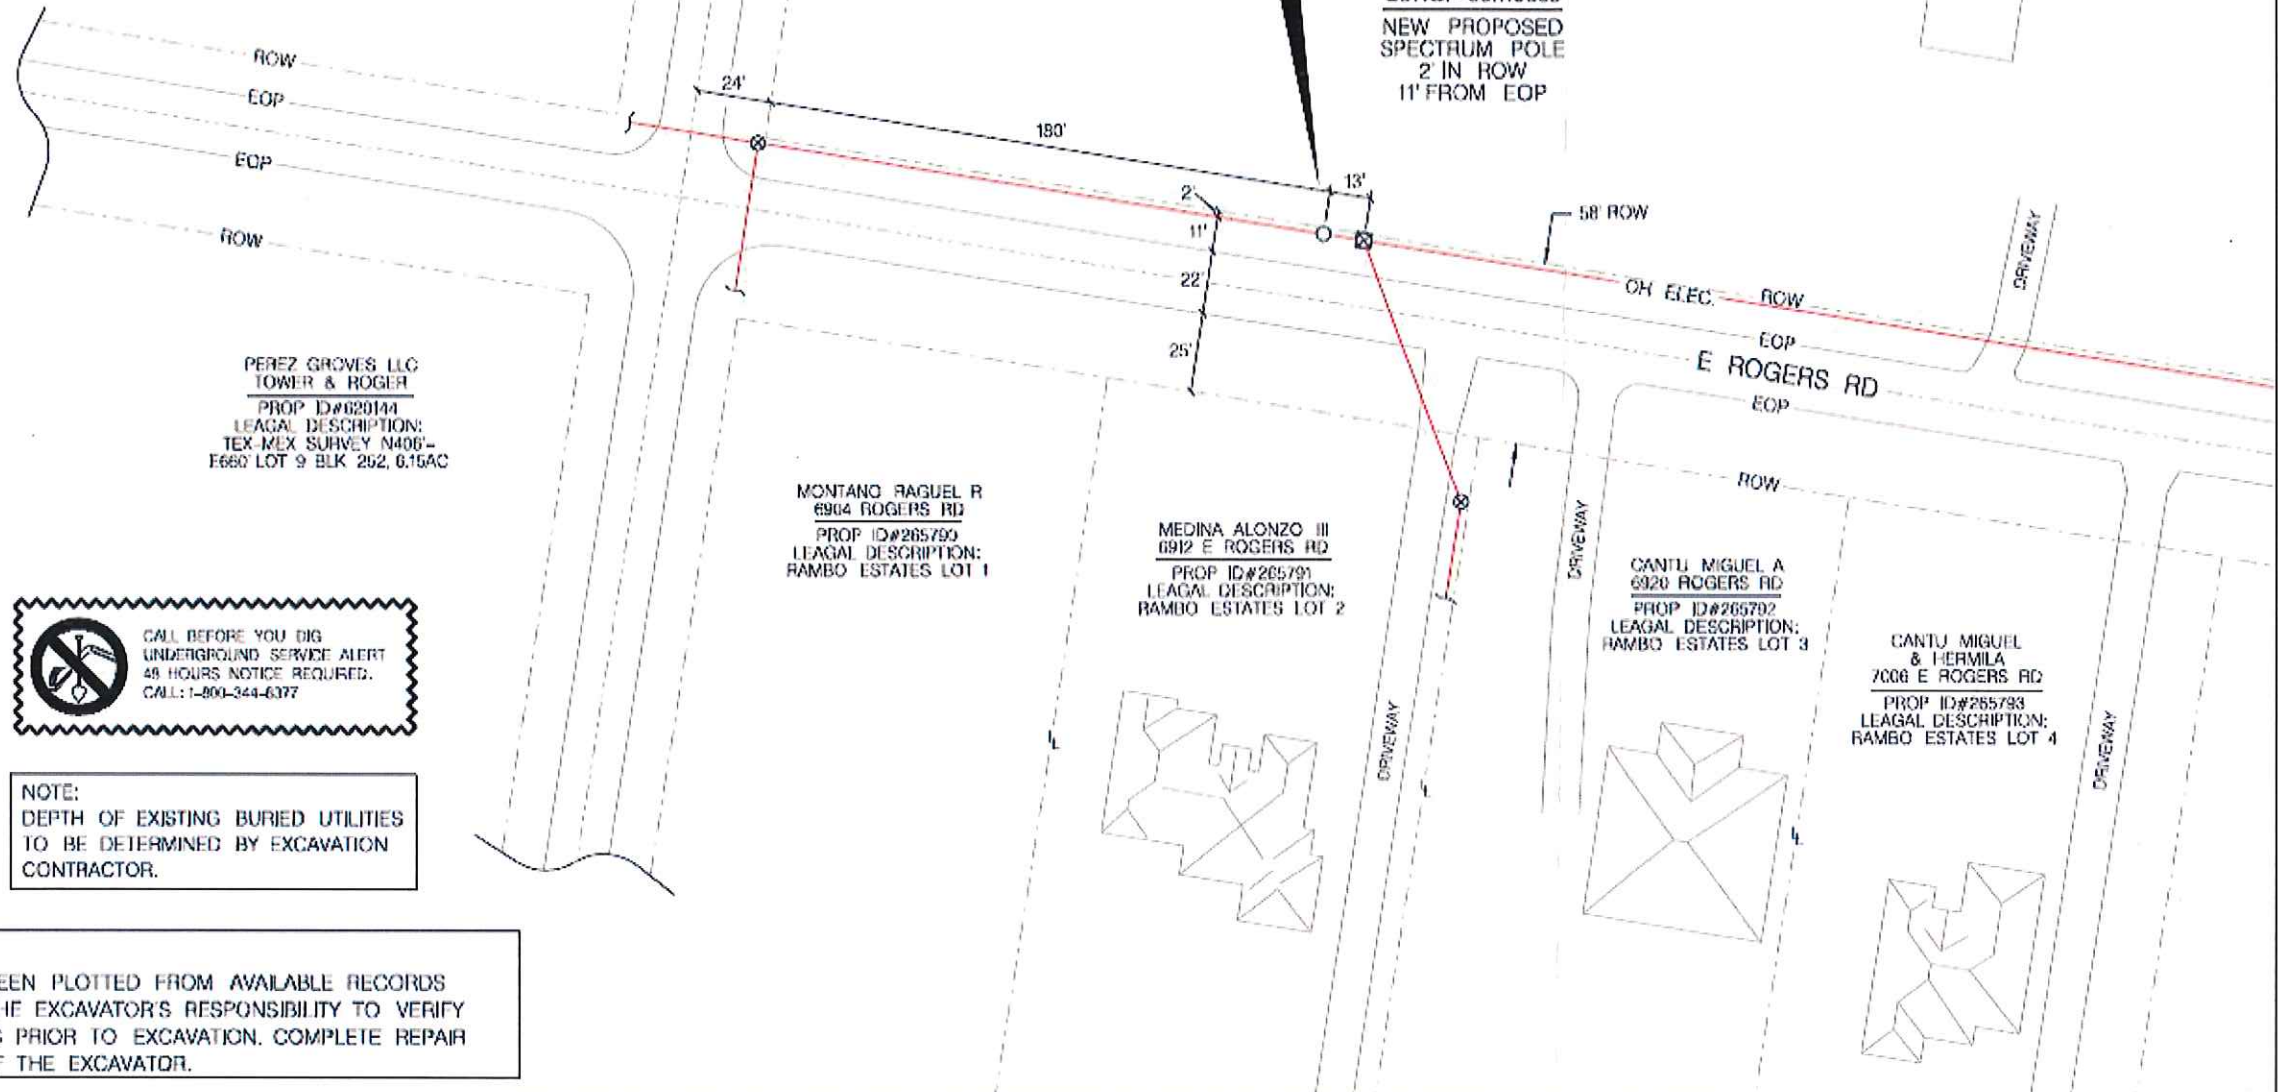 NEW PROPOSED
SPECTRUM POLE
2' IN ROW
11' FROM EOP
ROW
EOP
EOP
ROW
24'
180'
13'
2'
11'
22'
25'
58' ROW
OH ELEC.
ROW
EOP
E ROGERS RD
EOP
ROW
DRIVEWAY
PEREZ GROVES LLC
TOWER & ROGER
PROP ID#620144
LEAGAL DESCRIPTION:
TEX-MEX SURVEY N406'-
E660' LOT 9 BLK 252, 6.15AC
MONTANO RAGUEL R
6904 ROGERS RD
PROP ID#265790
LEAGAL DESCRIPTION:
RAMBO ESTATES LOT 1
MEDINA ALONZO III
6912 E ROGERS RD
PROP ID#265791
LEAGAL DESCRIPTION:
RAMBO ESTATES LOT 2
DRIVEWAY
CANTU MIGUEL A
6920 ROGERS RD
PROP ID#265792
LEAGAL DESCRIPTION:
RAMBO ESTATES LOT 3
CANTU MIGUEL
& HERMILA
7006 E ROGERS RD
PROP ID#265793
LEAGAL DESCRIPTION:
RAMBO ESTATES LOT 4
DRIVEWAY
DRIVEWAY
CALL BEFORE YOU DIG
UNDERGROUND SERVICE ALERT
48 HOURS NOTICE REQUIRED.
CALL: 1-800-344-8377
NOTE:
DEPTH OF EXISTING BURIED UTILITIES
TO BE DETERMINED BY EXCAVATION
CONTRACTOR.
EEN PLOTTED FROM AVAILABLE RECORDS
HE EXCAVATOR'S RESPONSIBILITY TO VERIFY
S PRIOR TO EXCAVATION. COMPLETE REPAIR
F THE EXCAVATOR.